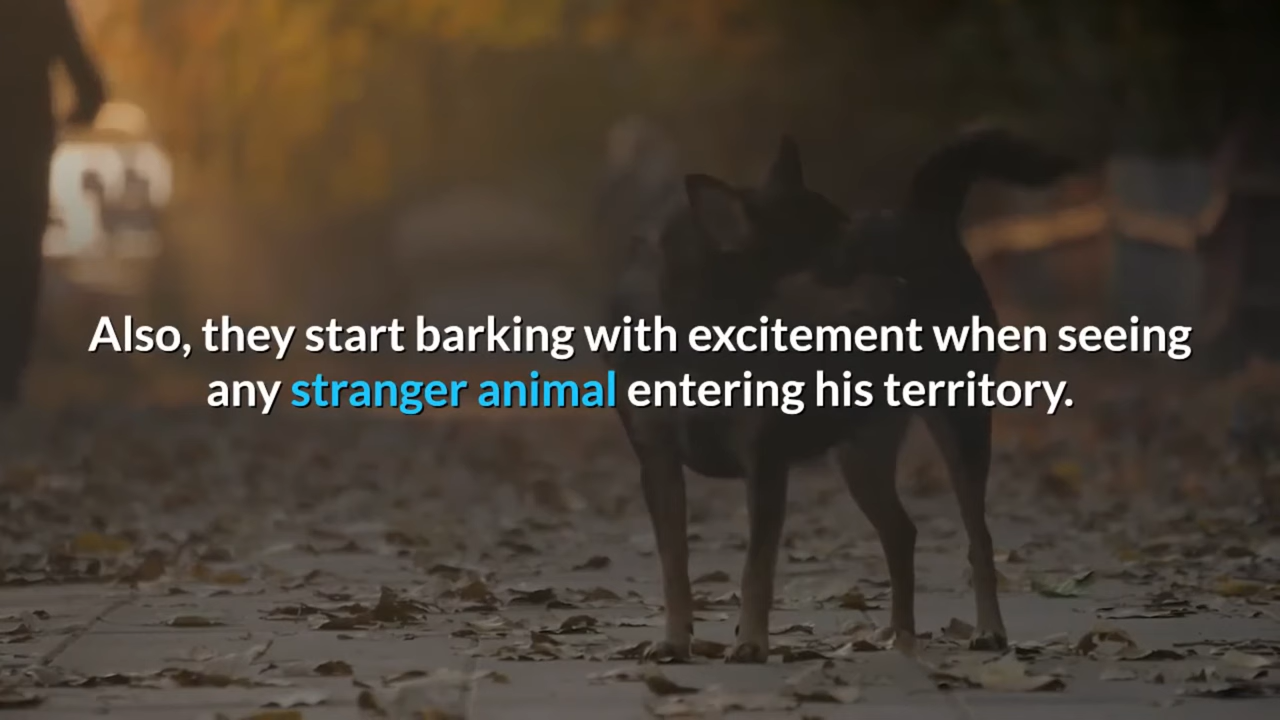 Also, they start barking with excitement when seeing
any stranger animal entering his territory.